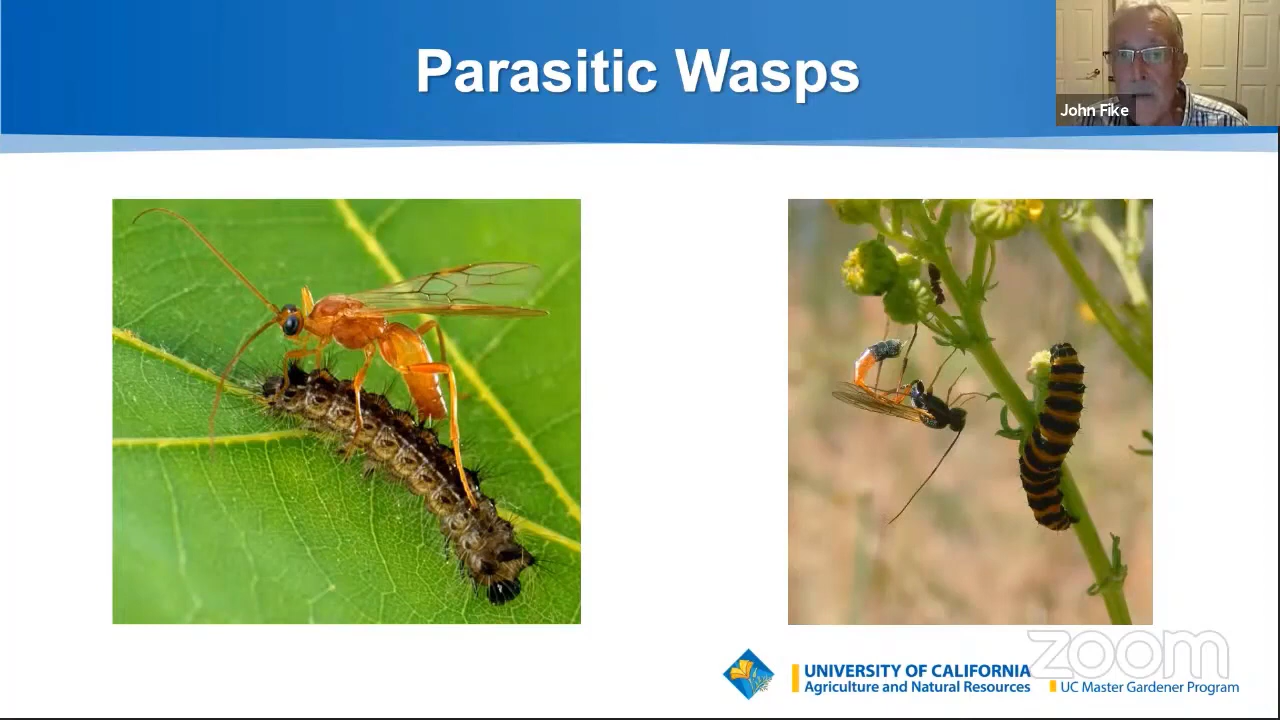 Parasitic Wasps
John Fike
zoom
UNIVERSITY OF CALIFORNIA
Agriculture and Natural Resources
UC Master Gardener Program